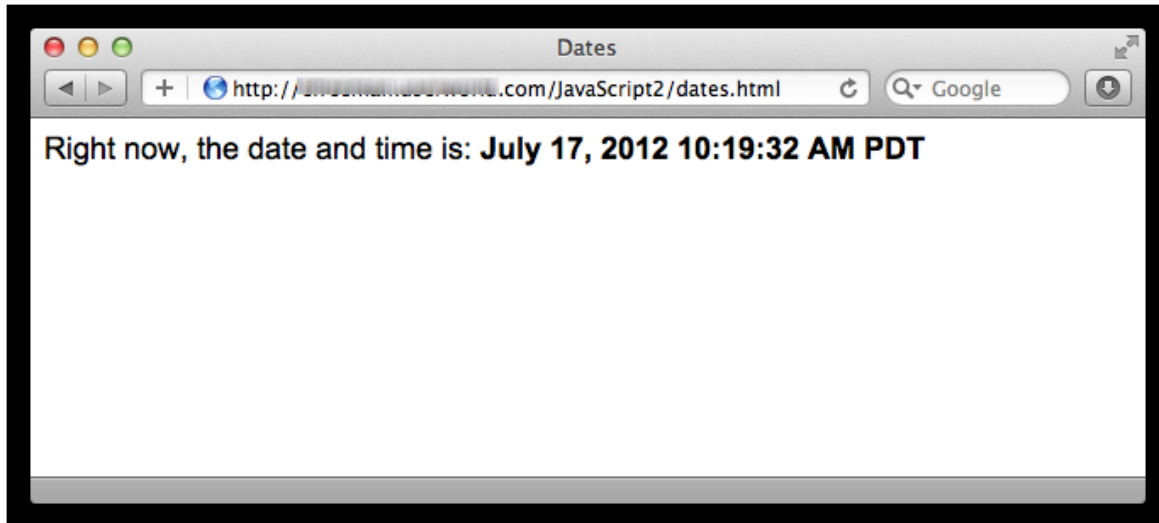 Dates
http:// .com/JavaScript2/dates.html
Google
Right now, the date and time is: July 17, 2012 10:19:32 AM PDT